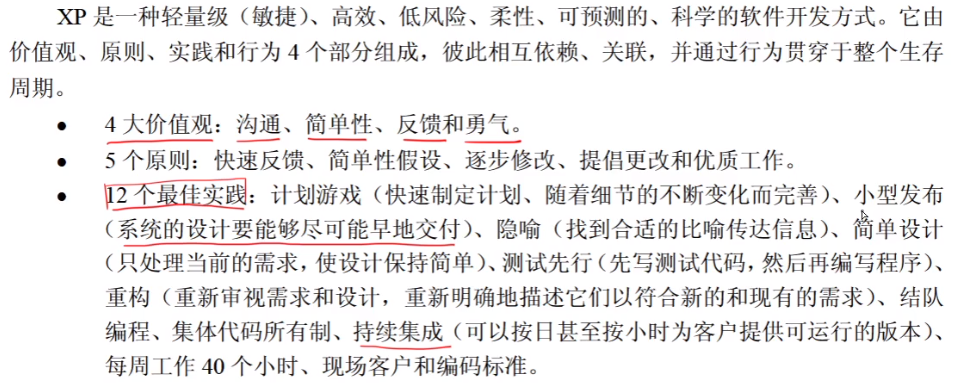 XP 是一种轻量级（敏捷）、高效、低风险、柔性、可预测的、科学的软件开发方式。它由
价值观、原则、实践和行为 4 个部分组成，彼此相互依赖、关联，并通过行为贯穿于整个生存
周期。
● 4 大价值观：沟通、简单性、反馈和勇气。
● 5 个原则：快速反馈、简单性假设、逐步修改、提倡更改和优质工作。
● 12 个最佳实践：计划游戏（快速制定计划、随着细节的不断变化而完善）、小型发布
（系统的设计要能够尽可能早地交付）、隐喻（找到合适的比喻传达信息）、简单设计
（只处理当前的需求，使设计保持简单）、测试先行（先写测试代码，然后再编写程序）、
重构（重新审视需求和设计，重新明确地描述它们以符合新的和现有的需求）、结队
编程、集体代码所有制、持续集成（可以按日甚至按小时为客户提供可运行的版本）、
每周工作 40 个小时、现场客户和编码标准。